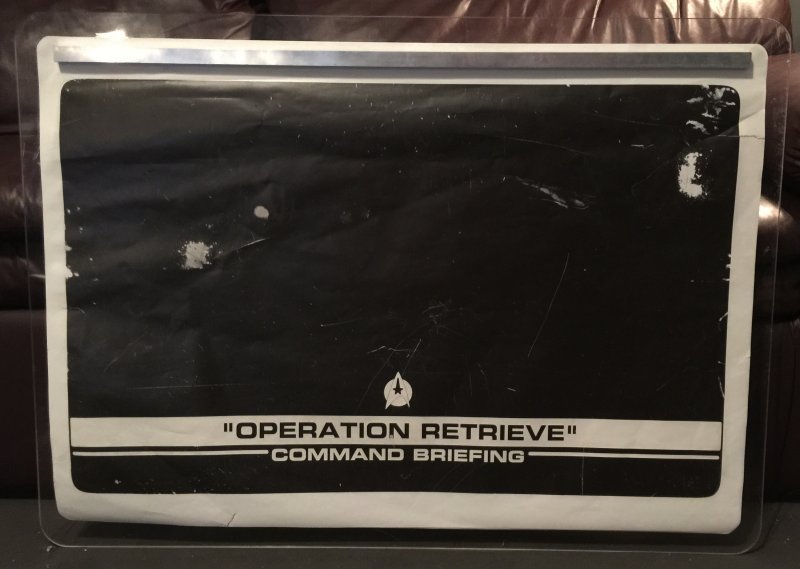 "OPERATION RETRIEVE"
COMMAND BRIEFING